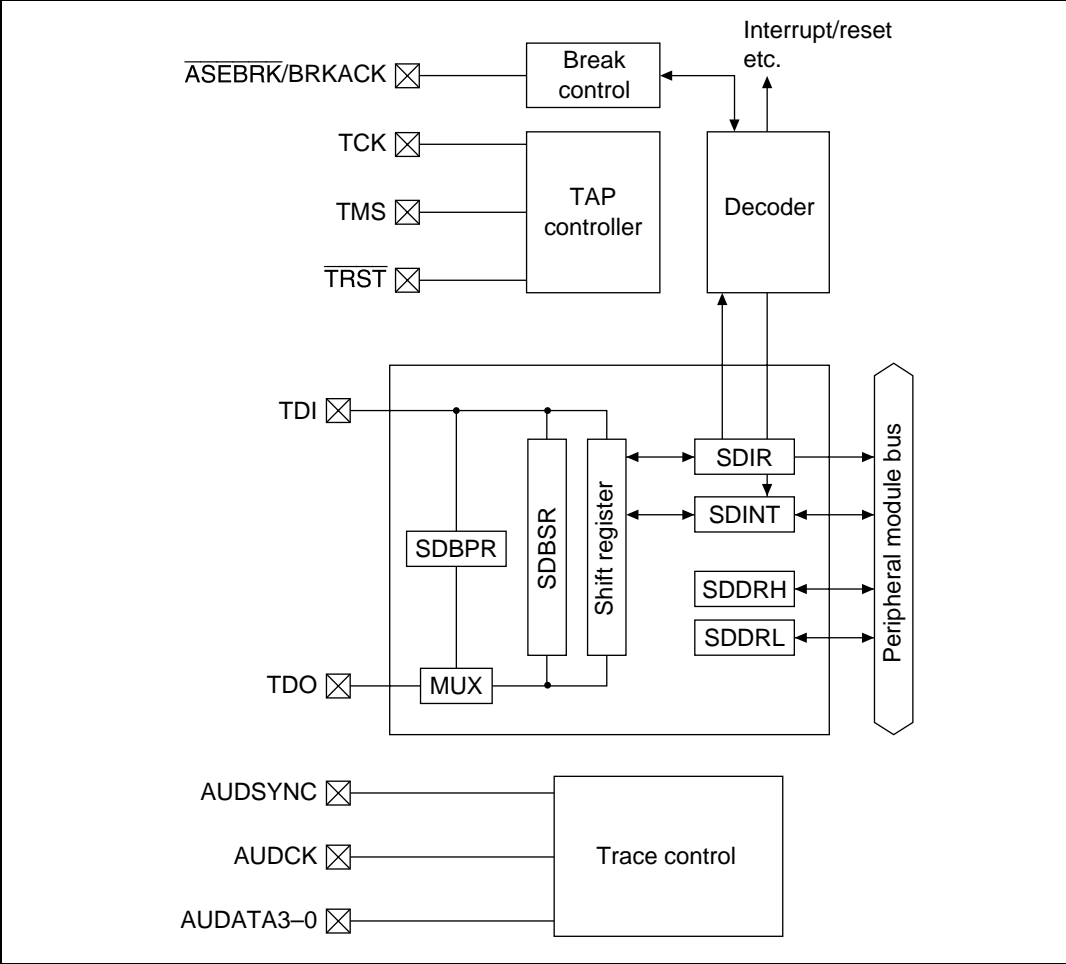 Interrupt/reset
etc.
ASEBRK/BRKACK
Break
control
TCK
TMS
TRST
TAP
controller
Decoder
TDI
SDBPR
SDBSR
Shift register
SDIR
SDINT
SDDRH
SDDRL
Peripheral module bus
TDO
MUX
AUDSYNC
AUDCK
AUDATA3–0
Trace control